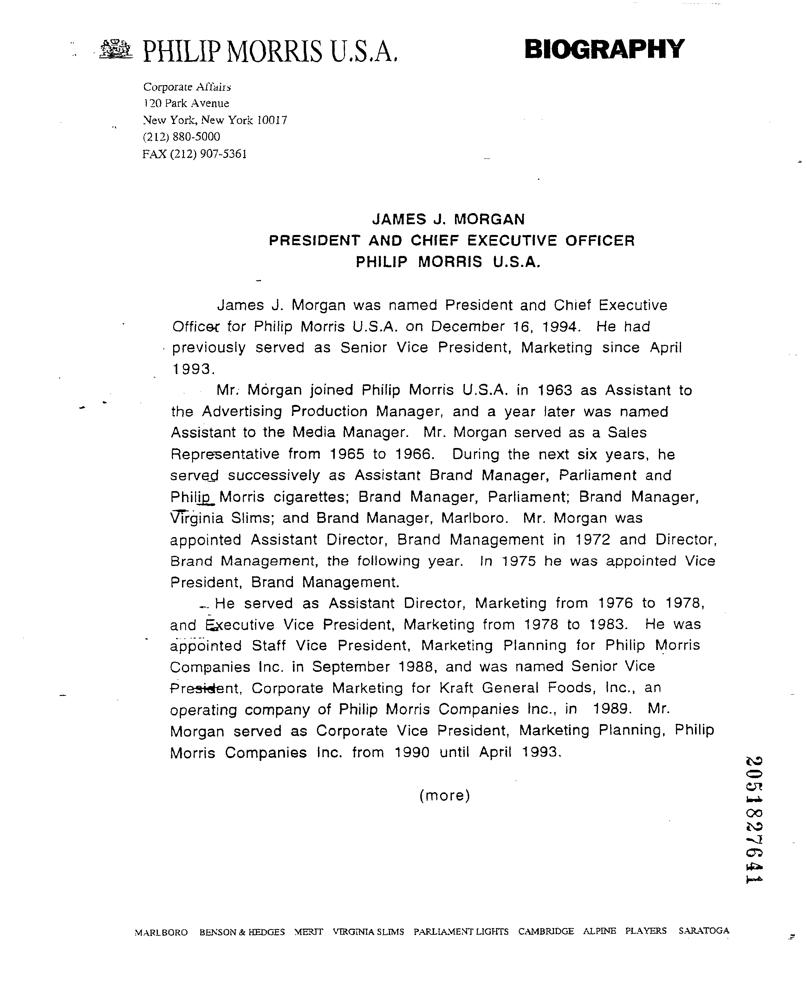 PHILIP MORRIS U.S.A. BIOGRAPHY
Corporate Affairs
120 Park Avenue
New York, New York 10017
(212) 880-5000
FAX (212) 907-5361
JAMES J. MORGAN
PRESIDENT AND CHIEF EXECUTIVE OFFICER
PHILIP MORRIS U.S.A.
James J. Morgan was named President and Chief Executive
Officer for Philip Morris U.S.A. on December 16, 1994. He had
previously served as Senior Vice President, Marketing since April
1993.
Mr. Morgan joined Philip Morris U.S.A. in 1963 as Assistant to
the Advertising Production Manager, and a year later was named
Assistant to the Media Manager. Mr. Morgan served as a Sales
Representative from 1965 to 1966. During the next six years, he
served successively as Assistant Brand Manager, Parliament and
Philip Morris cigarettes; Brand Manager, Parliament; Brand Manager,
Virginia Slims; and Brand Manager, Marlboro. Mr. Morgan was
appointed Assistant Director, Brand Management in 1972 and Director,
Brand Management, the following year. In 1975 he was appointed Vice
President, Brand Management.
He served as Assistant Director, Marketing from 1976 to 1978,
and Executive Vice President, Marketing from 1978 to 1983. He was
appointed Staff Vice President, Marketing Planning for Philip Morris
Companies Inc. in September 1988, and was named Senior Vice
President, Corporate Marketing for Kraft General Foods, Inc., an
operating company of Philip Morris Companies Inc., in 1989. Mr.
Morgan served as Corporate Vice President, Marketing Planning, Philip
Morris Companies Inc. from 1990 until April 1993.
(more)
2051827641
MARLBORO BENSON & HEDGES MERIT VIRGINIA SLIMS PARLIAMENT LIGHTS CAMBRIDGE ALPINE PLAYERS SARATOGA